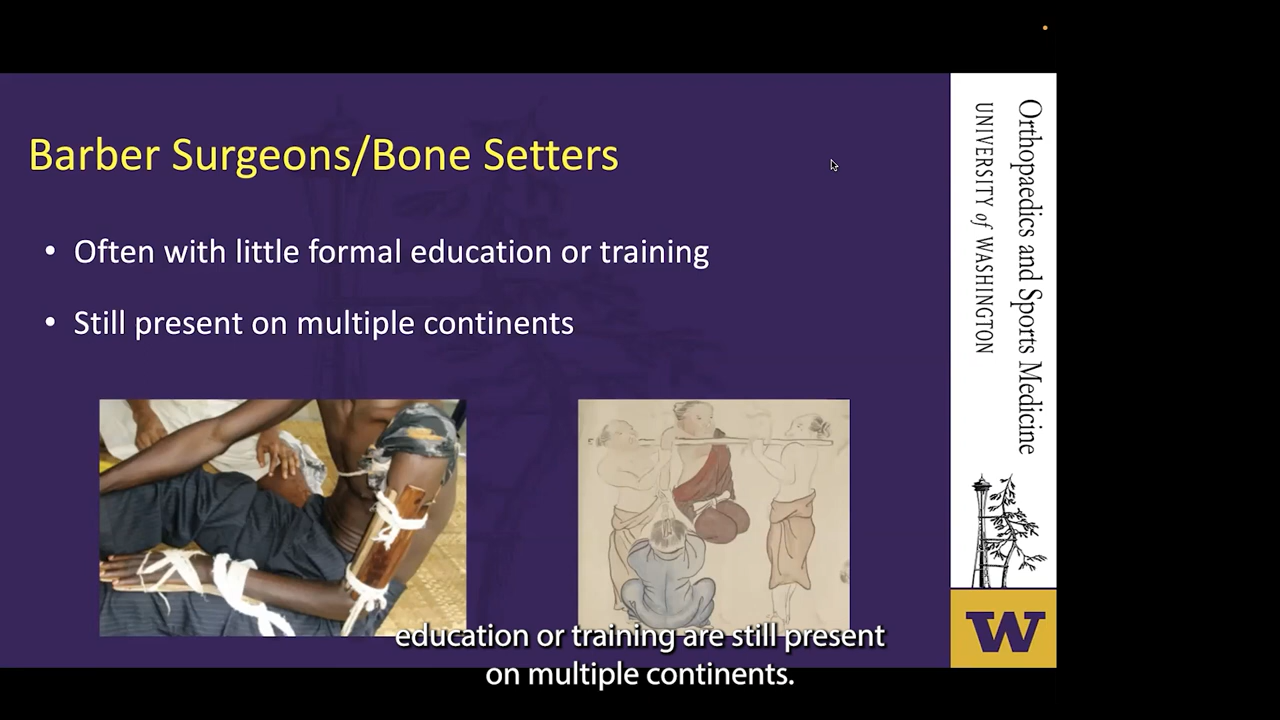 Barber Surgeons/Bone Setters
• Often with little formal education or training
• Still present on multiple continents
Orthopaedics and Sports Medicine
UNIVERSITY of WASHINGTON
W
education or training are still present
on multiple continents.